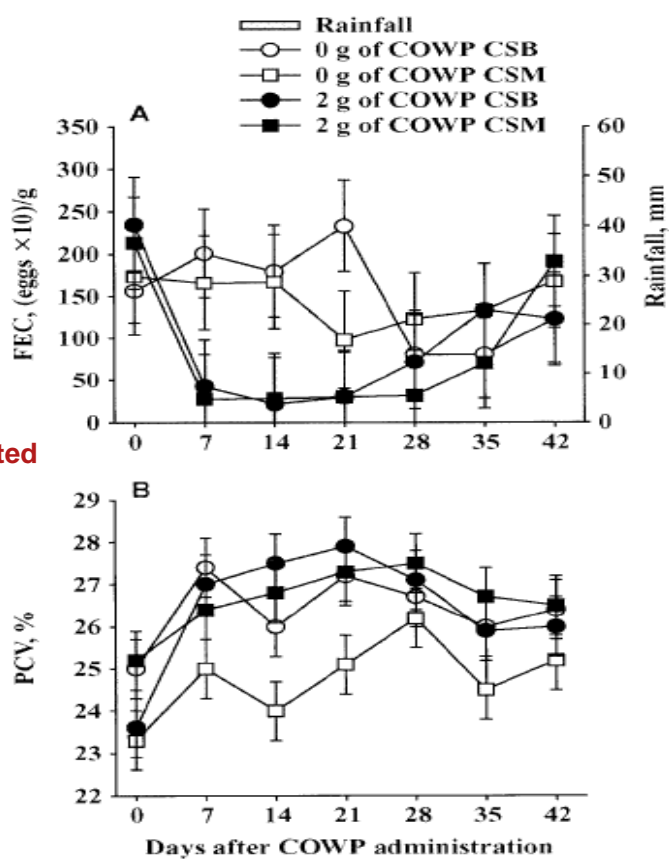 Rainfall
0 g of COWP CSB
0 g of COWP CSM
2 g of COWP CSB
2 g of COWP CSM
A
350
300
250
200
150
100
50
0
FEC, (eggs ×10)/g
60
50
40
30
20
10
0
Rainfall, mm
0 7 14 21 28 35 42
ted
B
29
28
27
26
25
24
23
22
PCV, %
0 7 14 21 28 35 42
Days after COWP administration